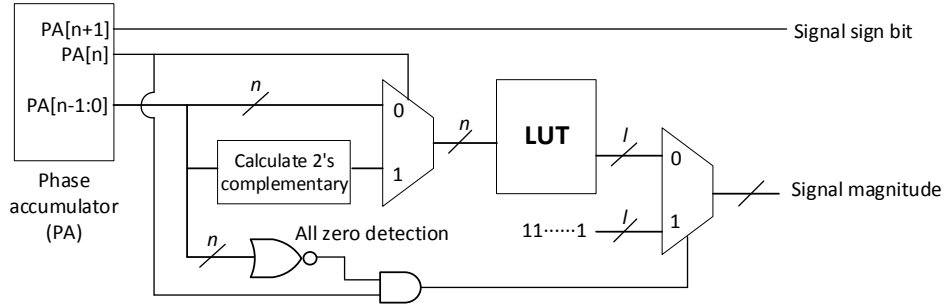 PA[n+1]
Signal sign bit
PA[n]
PA[n-1:0]
n
0
Calculate 2's
complementary
1
n
LUT
l
0
Signal magnitude
11······1
l
1
Phase
accumulator
(PA)
n
All zero detection